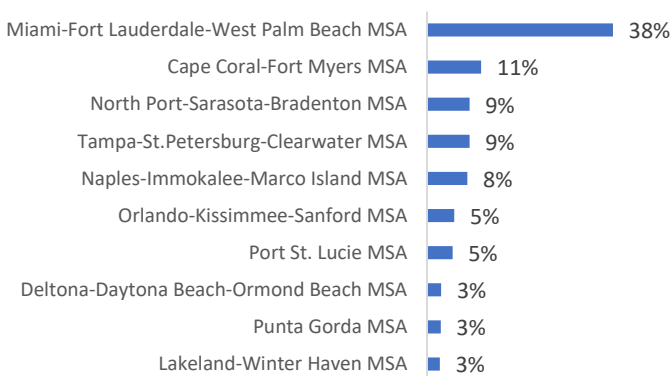 Miami-Fort Lauderdale-West Palm Beach MSA 38%
Cape Coral-Fort Myers MSA 11%
North Port-Sarasota-Bradenton MSA 9%
Tampa-St.Petersburg-Clearwater MSA 9%
Naples-Immokalee-Marco Island MSA 8%
Orlando-Kissimmee-Sanford MSA 5%
Port St. Lucie MSA 5%
Deltona-Daytona Beach-Ormond Beach MSA 3%
Punta Gorda MSA 3%
Lakeland-Winter Haven MSA 3%